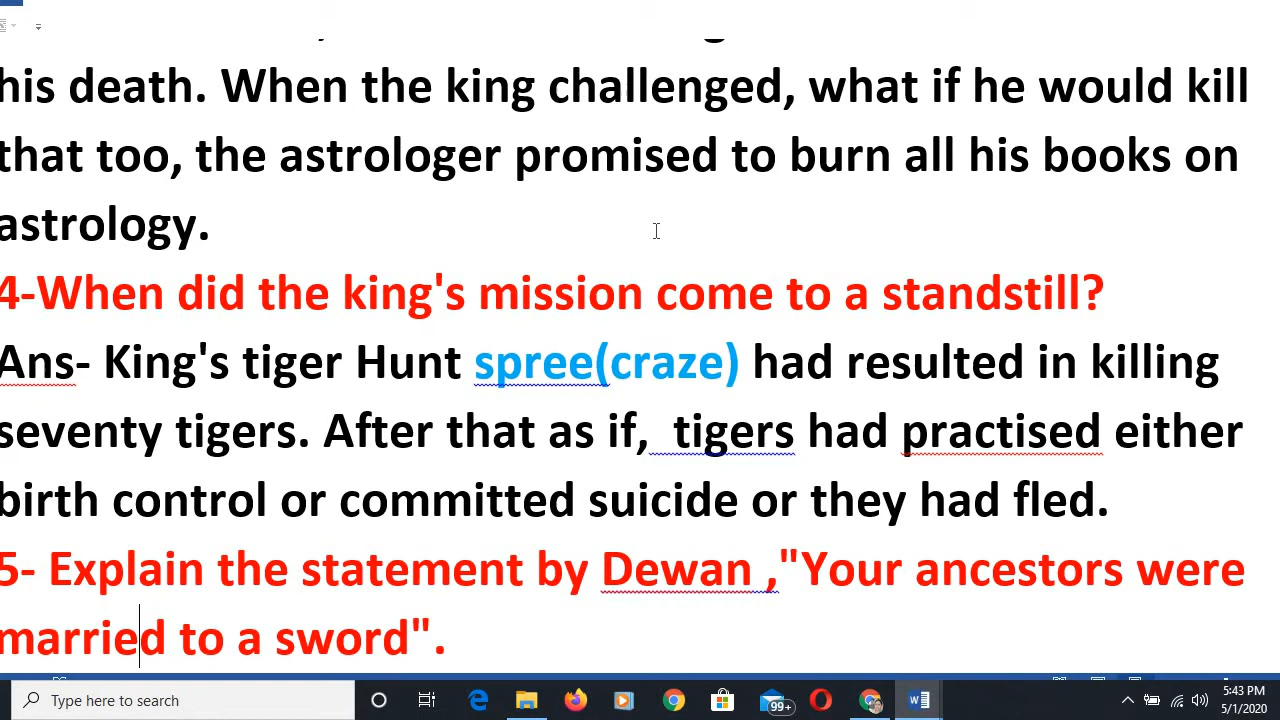 his death. When the king challenged, what if he would kill
that too, the astrologer promised to burn all his books on
astrology.
4-When did the king's mission come to a standstill?
Ans- King's tiger Hunt spree(craze) had resulted in killing
seventy tigers. After that as if,  tigers had practised either
birth control or committed suicide or they had fled.
5- Explain the statement by Dewan ,"Your ancestors were
married to a sword".
Type here to search
99+
5:43 PM
5/1/2020